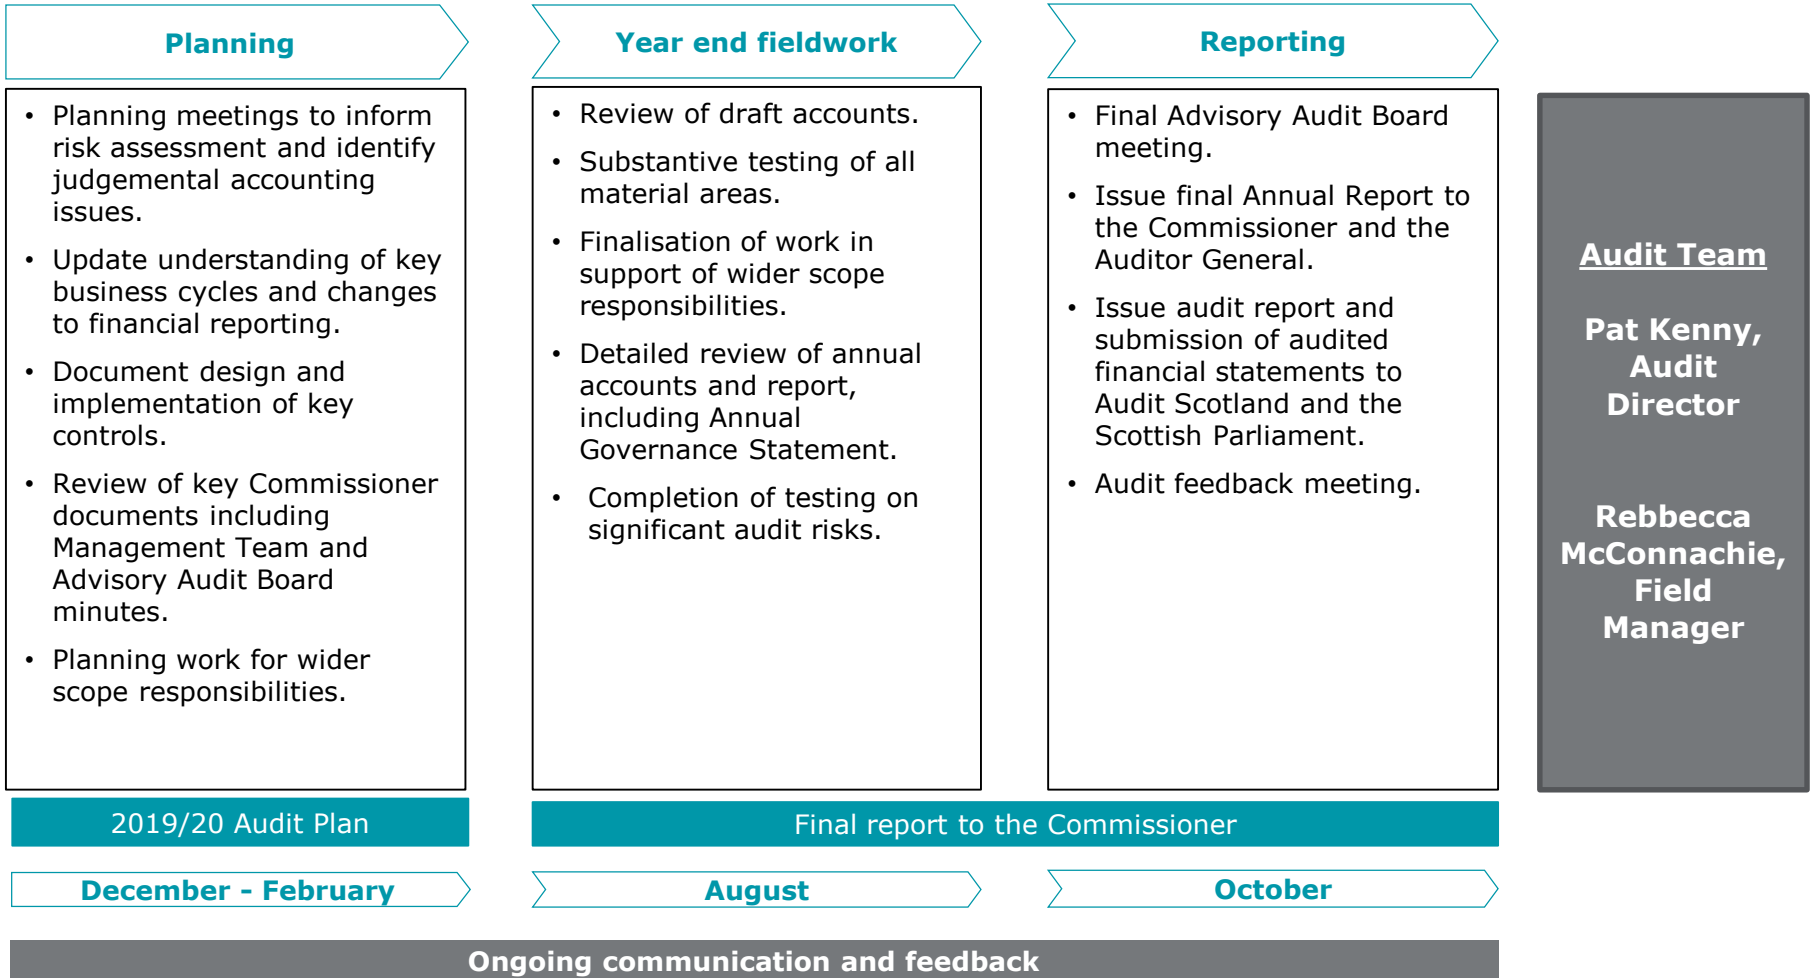 Planning
• Planning meetings to inform
risk assessment and identify
judgemental accounting
issues.
• Update understanding of key
business cycles and changes
to financial reporting.
• Document design and
implementation of key
controls.
• Review of key Commissioner
documents including
Management Team and
Advisory Audit Board
minutes.
• Planning work for wider
scope responsibilities.
2019/20 Audit Plan
December - February
Year end fieldwork
• Review of draft accounts.
• Substantive testing of all
material areas.
• Finalisation of work in
support of wider scope
responsibilities.
• Detailed review of annual
accounts and report,
including Annual
Governance Statement.
• Completion of testing on
significant audit risks.
August
Reporting
• Final Advisory Audit Board
meeting.
• Issue final Annual Report to
the Commissioner and the
Auditor General.
• Issue audit report and
submission of audited
financial statements to
Audit Scotland and the
Scottish Parliament.
• Audit feedback meeting.
Final report to the Commissioner
October
Audit Team
Pat Kenny,
Audit
Director
Rebbecca
McConnachie,
Field
Manager
Ongoing communication and feedback